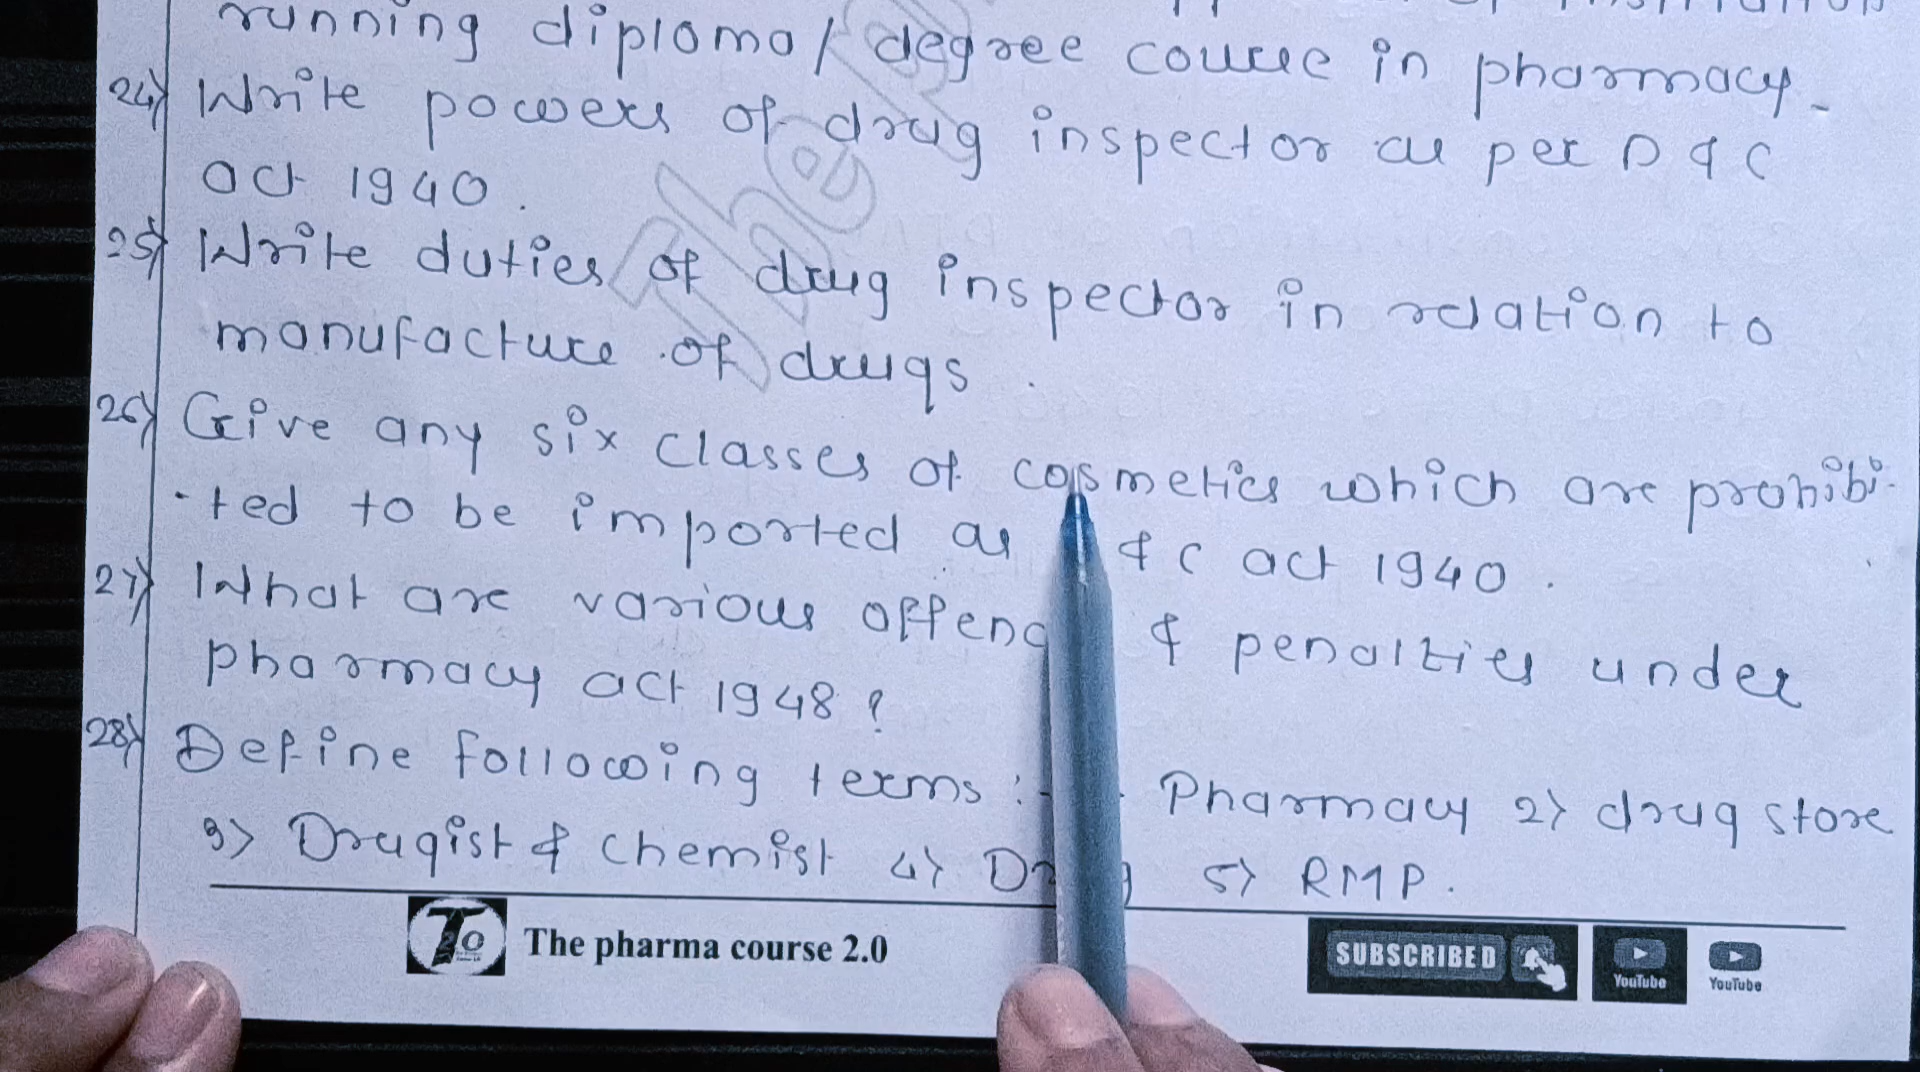 running diploma/degree course in pharmacy.
24) Write powers of drug inspector as per D & C
act 1940.
25) Write duties of drug inspector in relation to
manufacture of drugs.
26) Give any six classes of cosmetics which are prohibi-
-ted to be imported as & C act 1940.
27) What are various offenc & penalties under
pharmacy act 1948?
28) Define following terms :- Pharmacy 2) drug store
3) Drugist & chemist 4) Drug 5) RMP.
The pharma course 2.0
SUBSCRIBED
YouTube
YouTube